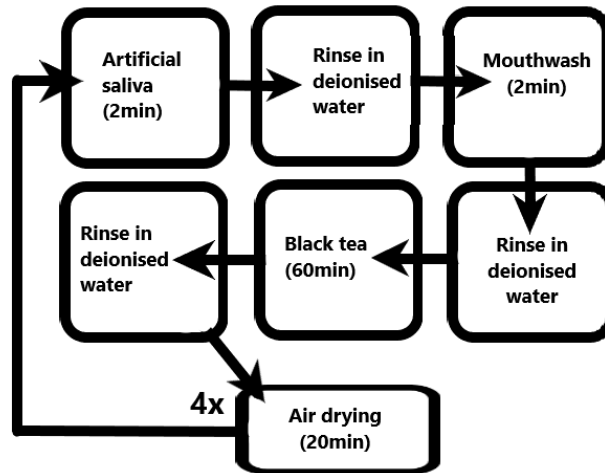 Artificial
saliva
(2min)
Rinse in
deionised
water
Mouthwash
(2min)
Rinse in
deionised
water
Black tea
(60min)
Rinse in
deionised
water
4x
Air drying
(20min)